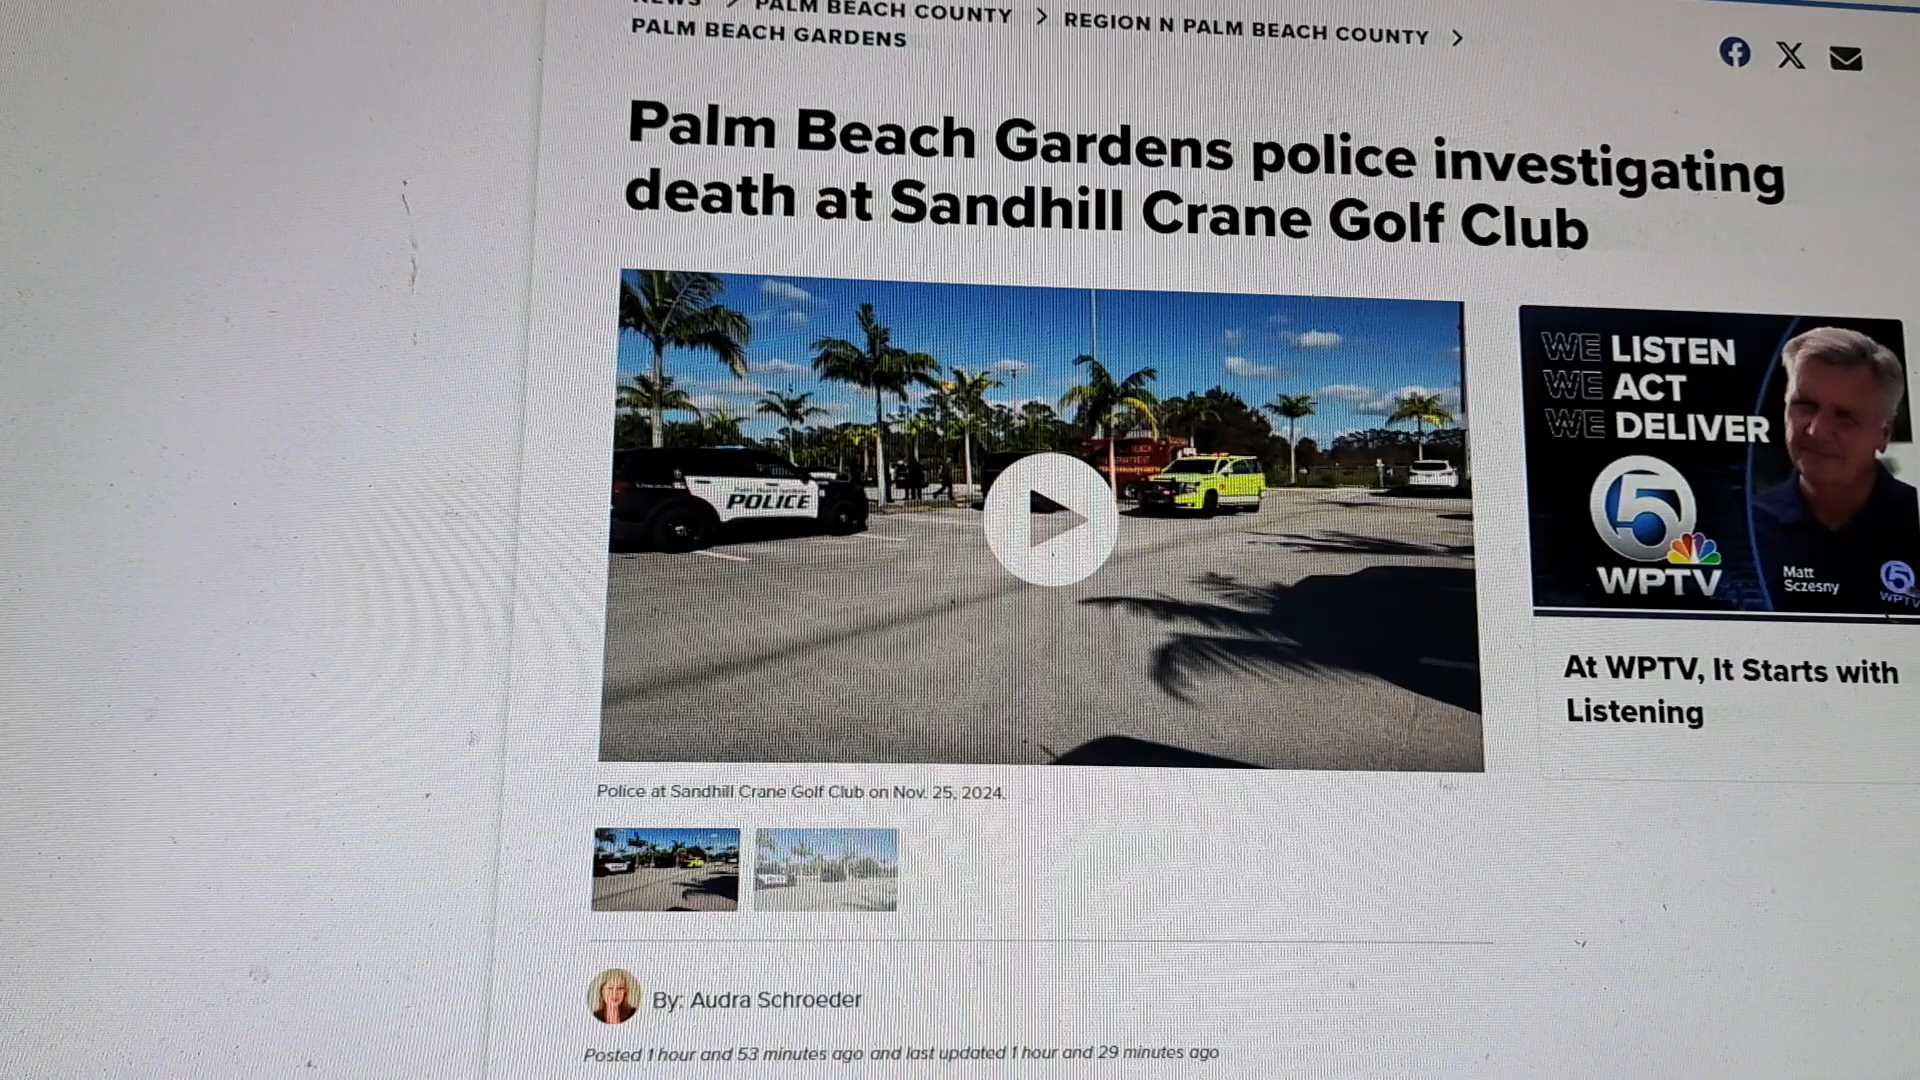 NEWS > PALM BEACH COUNTY > REGION N PALM BEACH COUNTY >
PALM BEACH GARDENS
Palm Beach Gardens police investigating
death at Sandhill Crane Golf Club
POLICE
WE LISTEN
WE ACT
WE DELIVER
5
WPTV
Matt
Sczesny
5
WPTV
At WPTV, It Starts with
Listening
Police at Sandhill Crane Golf Club on Nov. 25, 2024.
By: Audra Schroeder
Posted 1 hour and 53 minutes ago and last updated 1 hour and 29 minutes ago